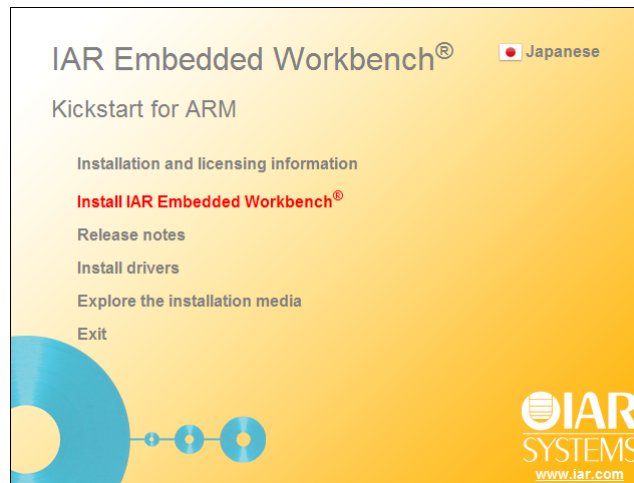 IAR Embedded Workbench®
Japanese
Kickstart for ARM
Installation and licensing information
Install IAR Embedded Workbench®
Release notes
Install drivers
Explore the installation media
Exit
IAR
SYSTEMS
www.iar.com